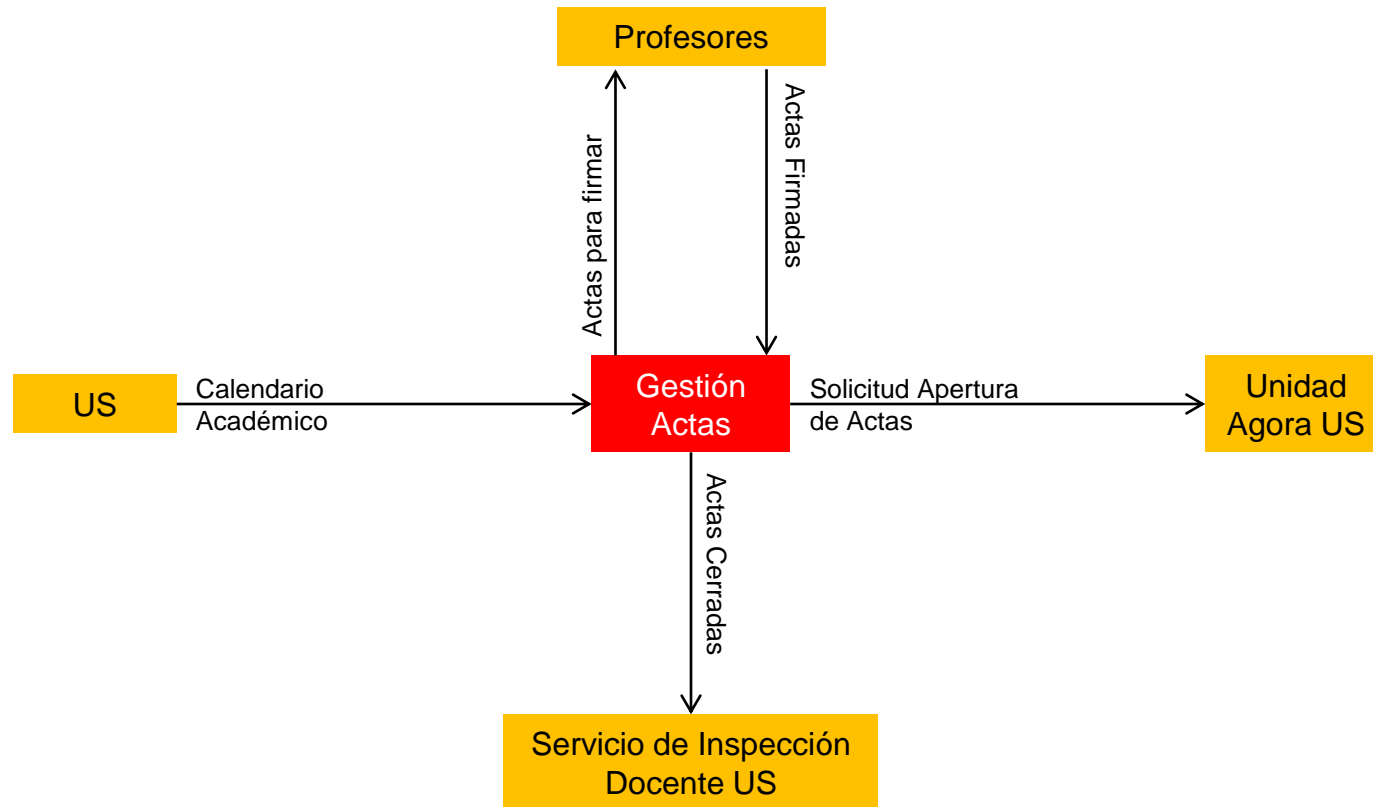 Profesores
Actas para firmar
Actas Firmadas
US
Calendario
Académico
Gestión
Actas
Solicitud Apertura
de Actas
Unidad
Agora US
Actas Cerradas
Servicio de Inspección
Docente US